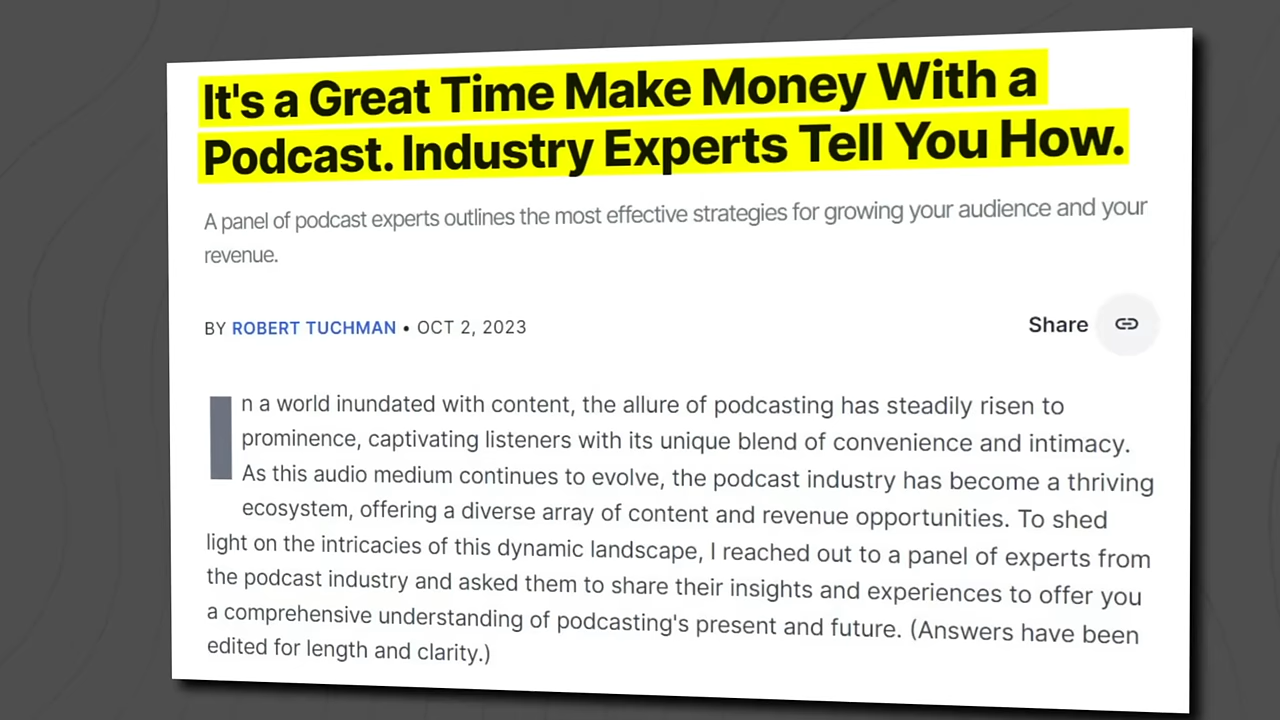 It's a Great Time Make Money With a
Podcast. Industry Experts Tell You How.
A panel of podcast experts outlines the most effective strategies for growing your audience and your
revenue.
BY ROBERT TUCHMAN • OCT 2, 2023
Share
In a world inundated with content, the allure of podcasting has steadily risen to
prominence, captivating listeners with its unique blend of convenience and intimacy.
As this audio medium continues to evolve, the podcast industry has become a thriving
ecosystem, offering a diverse array of content and revenue opportunities. To shed
light on the intricacies of this dynamic landscape, I reached out to a panel of experts from
the podcast industry and asked them to share their insights and experiences to offer you
a comprehensive understanding of podcasting's present and future. (Answers have been
edited for length and clarity.)